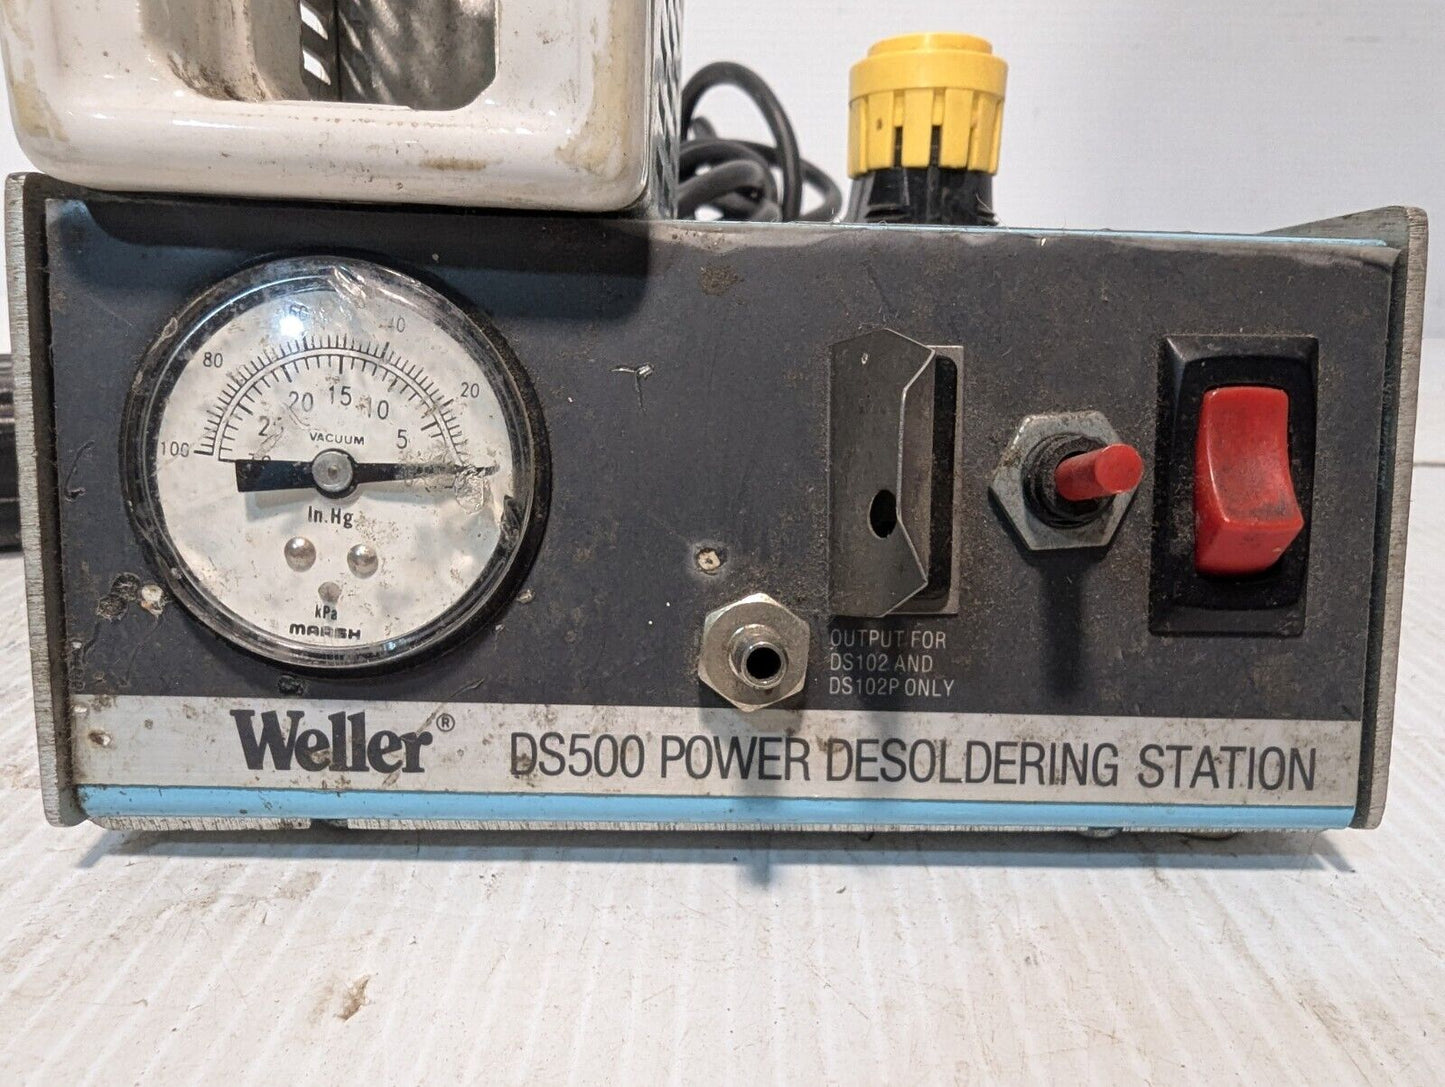 60 40
80 20
100
20 15 10 5
VACUUM
In.Hg
kPa
MARSH
OUTPUT FOR
DS102 AND
DS102P ONLY
Weller®
DS500 POWER DESOLDERING STATION